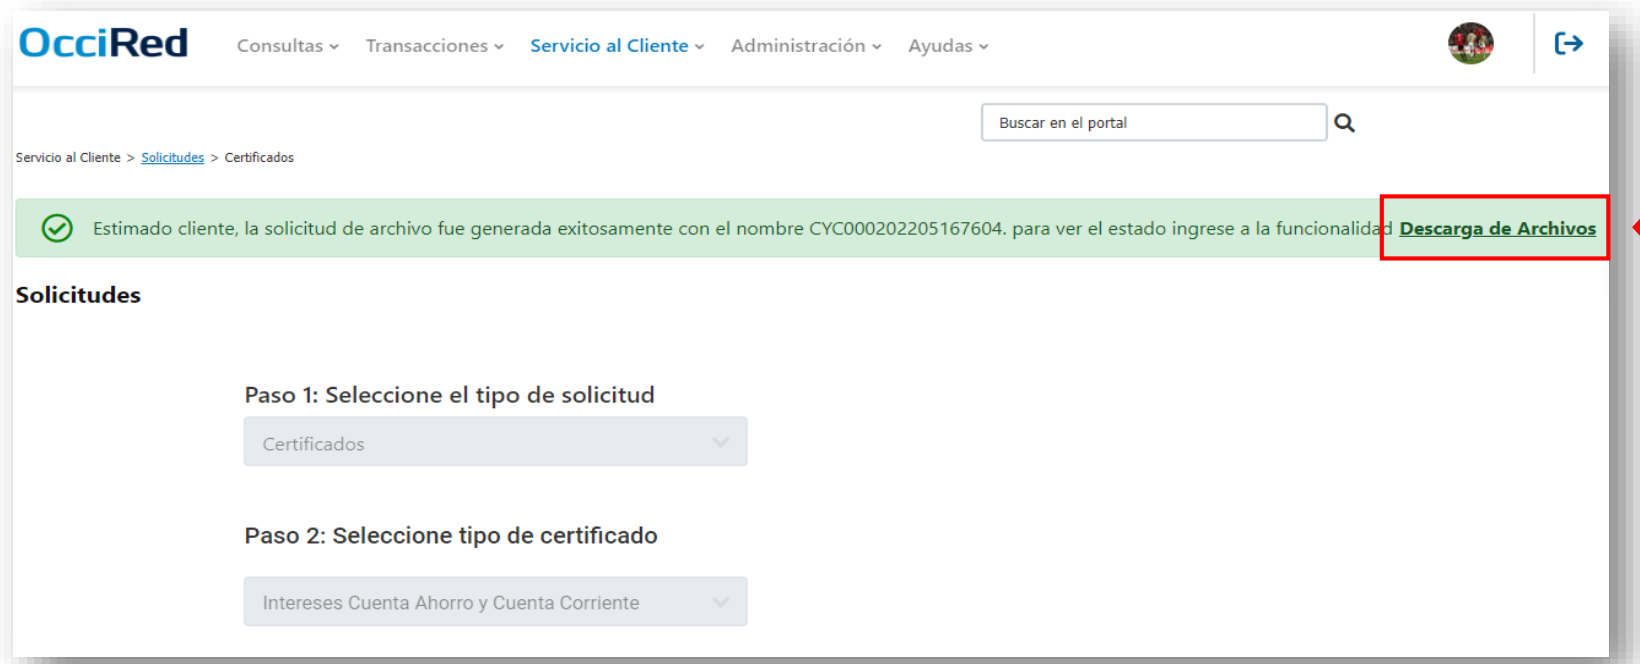 OcciRed
Consultas Transacciones Servicio al Cliente Administración Ayudas
Buscar en el portal
Servicio al Cliente > Solicitudes > Certificados
Estimado cliente, la solicitud de archivo fue generada exitosamente con el nombre CYC000202205167604. para ver el estado ingrese a la funcionalidad Descarga de Archivos
Solicitudes
Paso 1: Seleccione el tipo de solicitud
Certificados
Paso 2: Seleccione tipo de certificado
Intereses Cuenta Ahorro y Cuenta Corriente